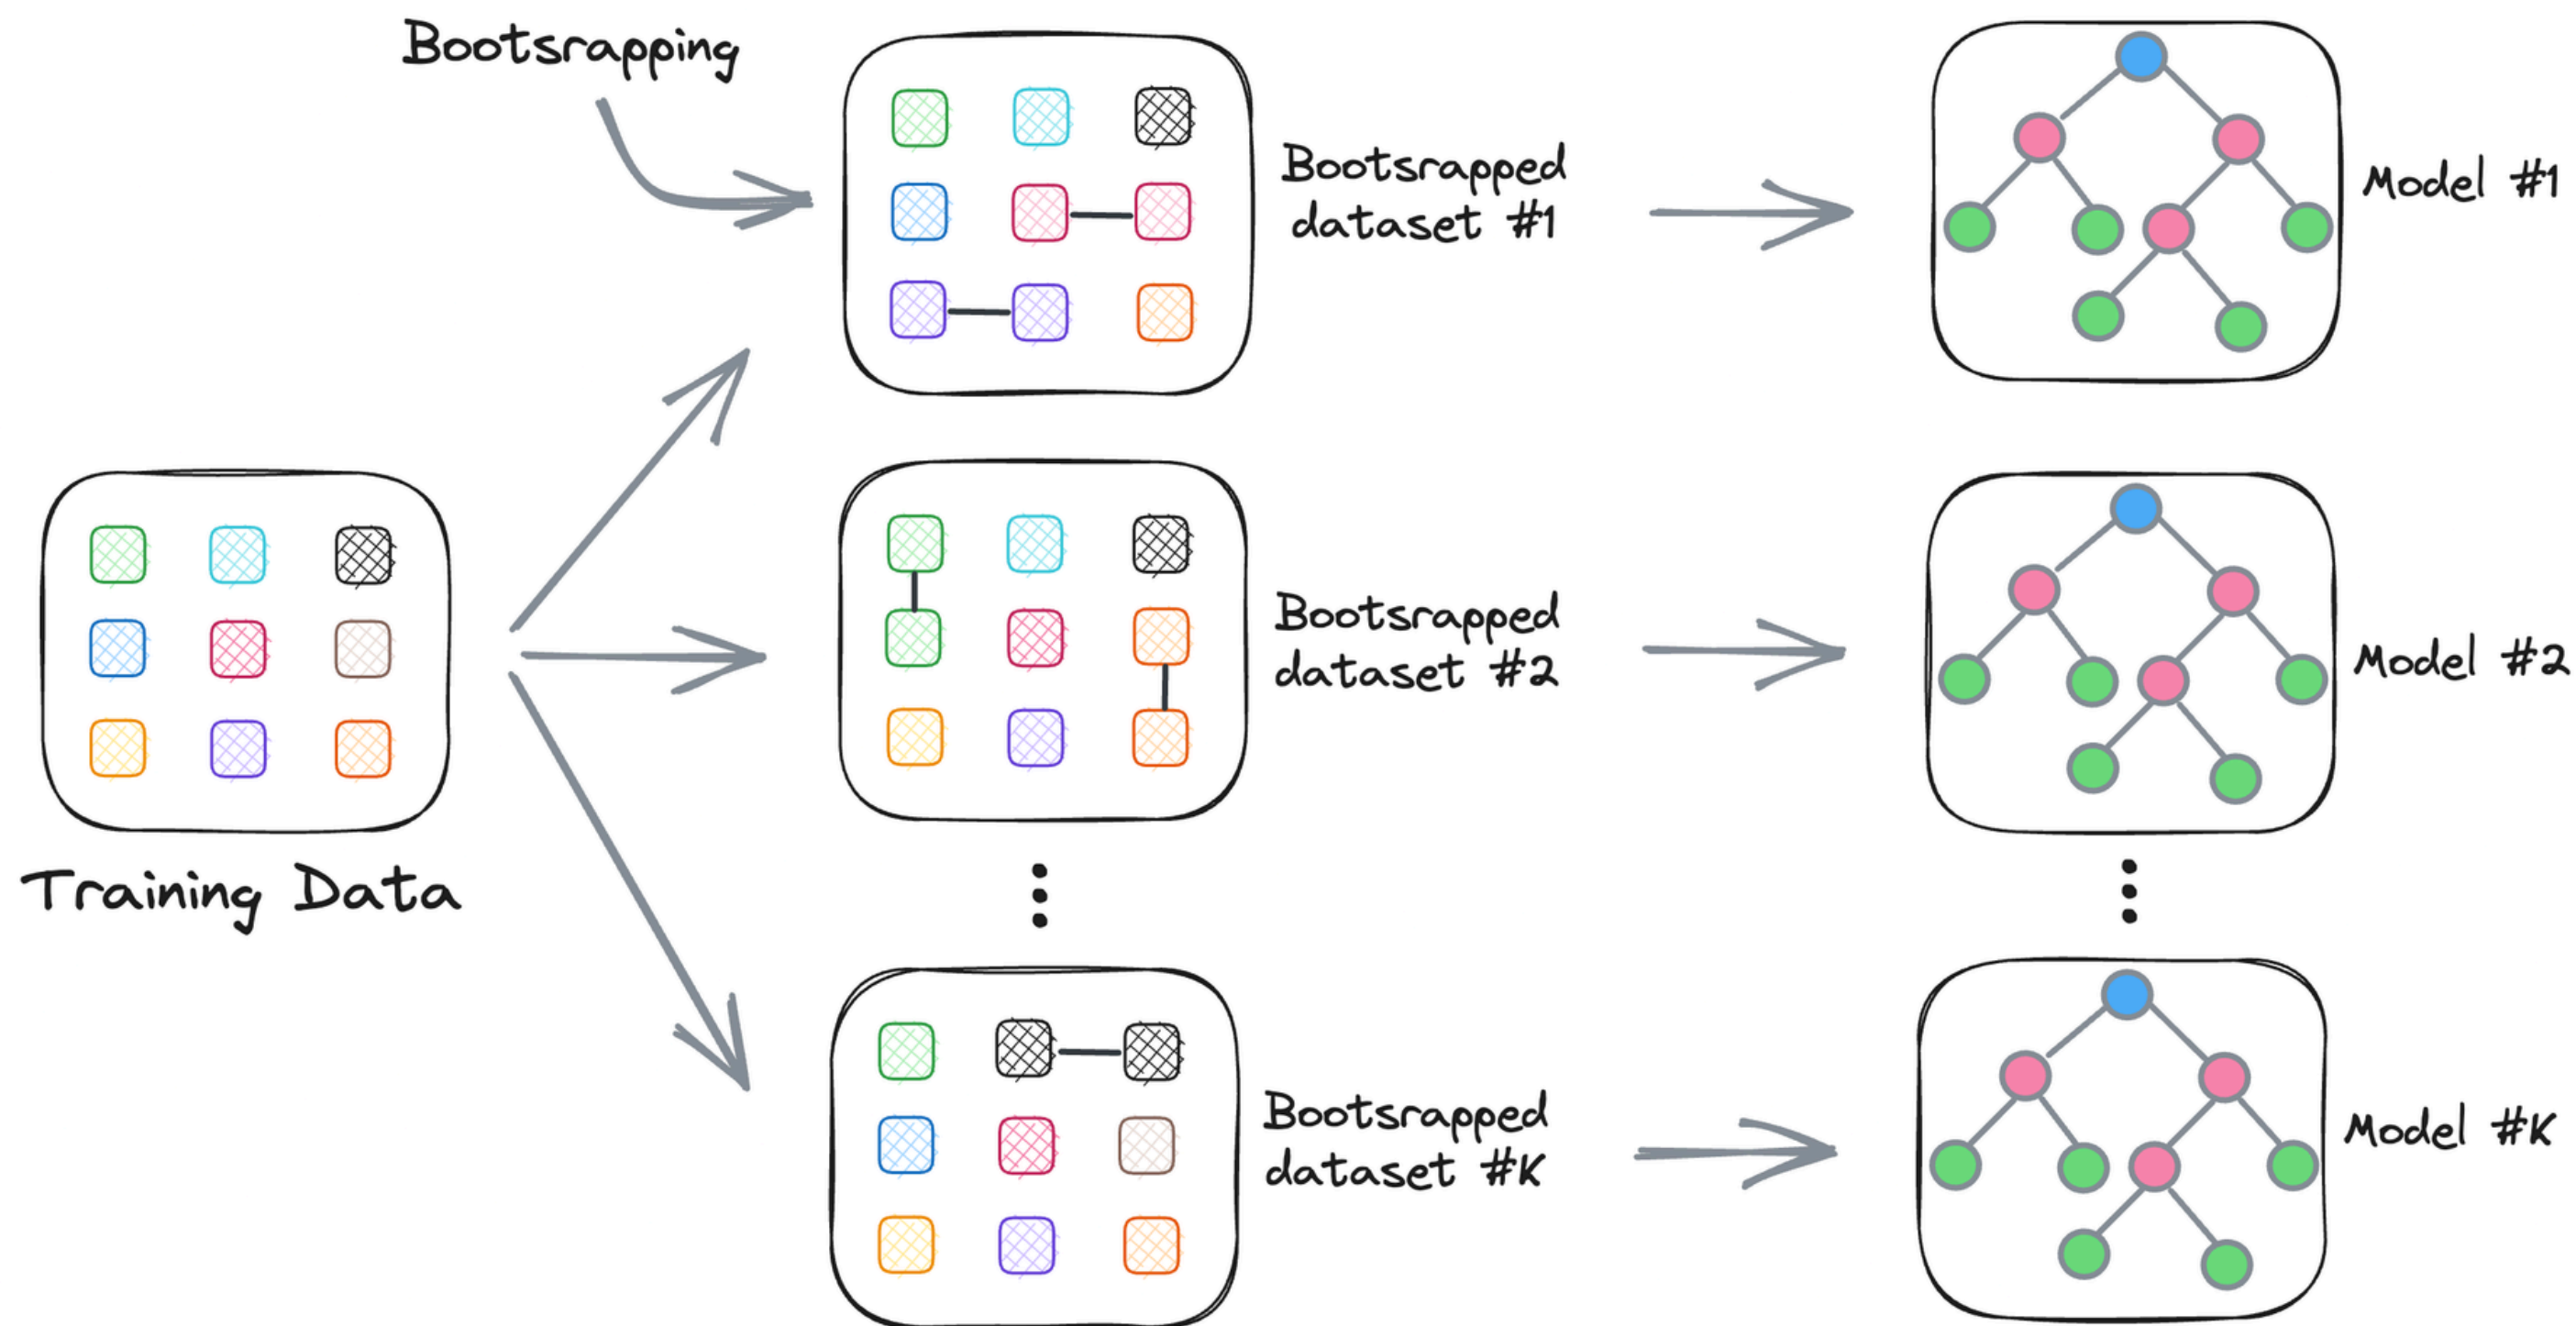 Bootsrapping
Bootsrapped
dataset #1
Model #1
Training Data
Bootsrapped
dataset #2
Model #2
Bootsrapped
dataset #K
Model #K